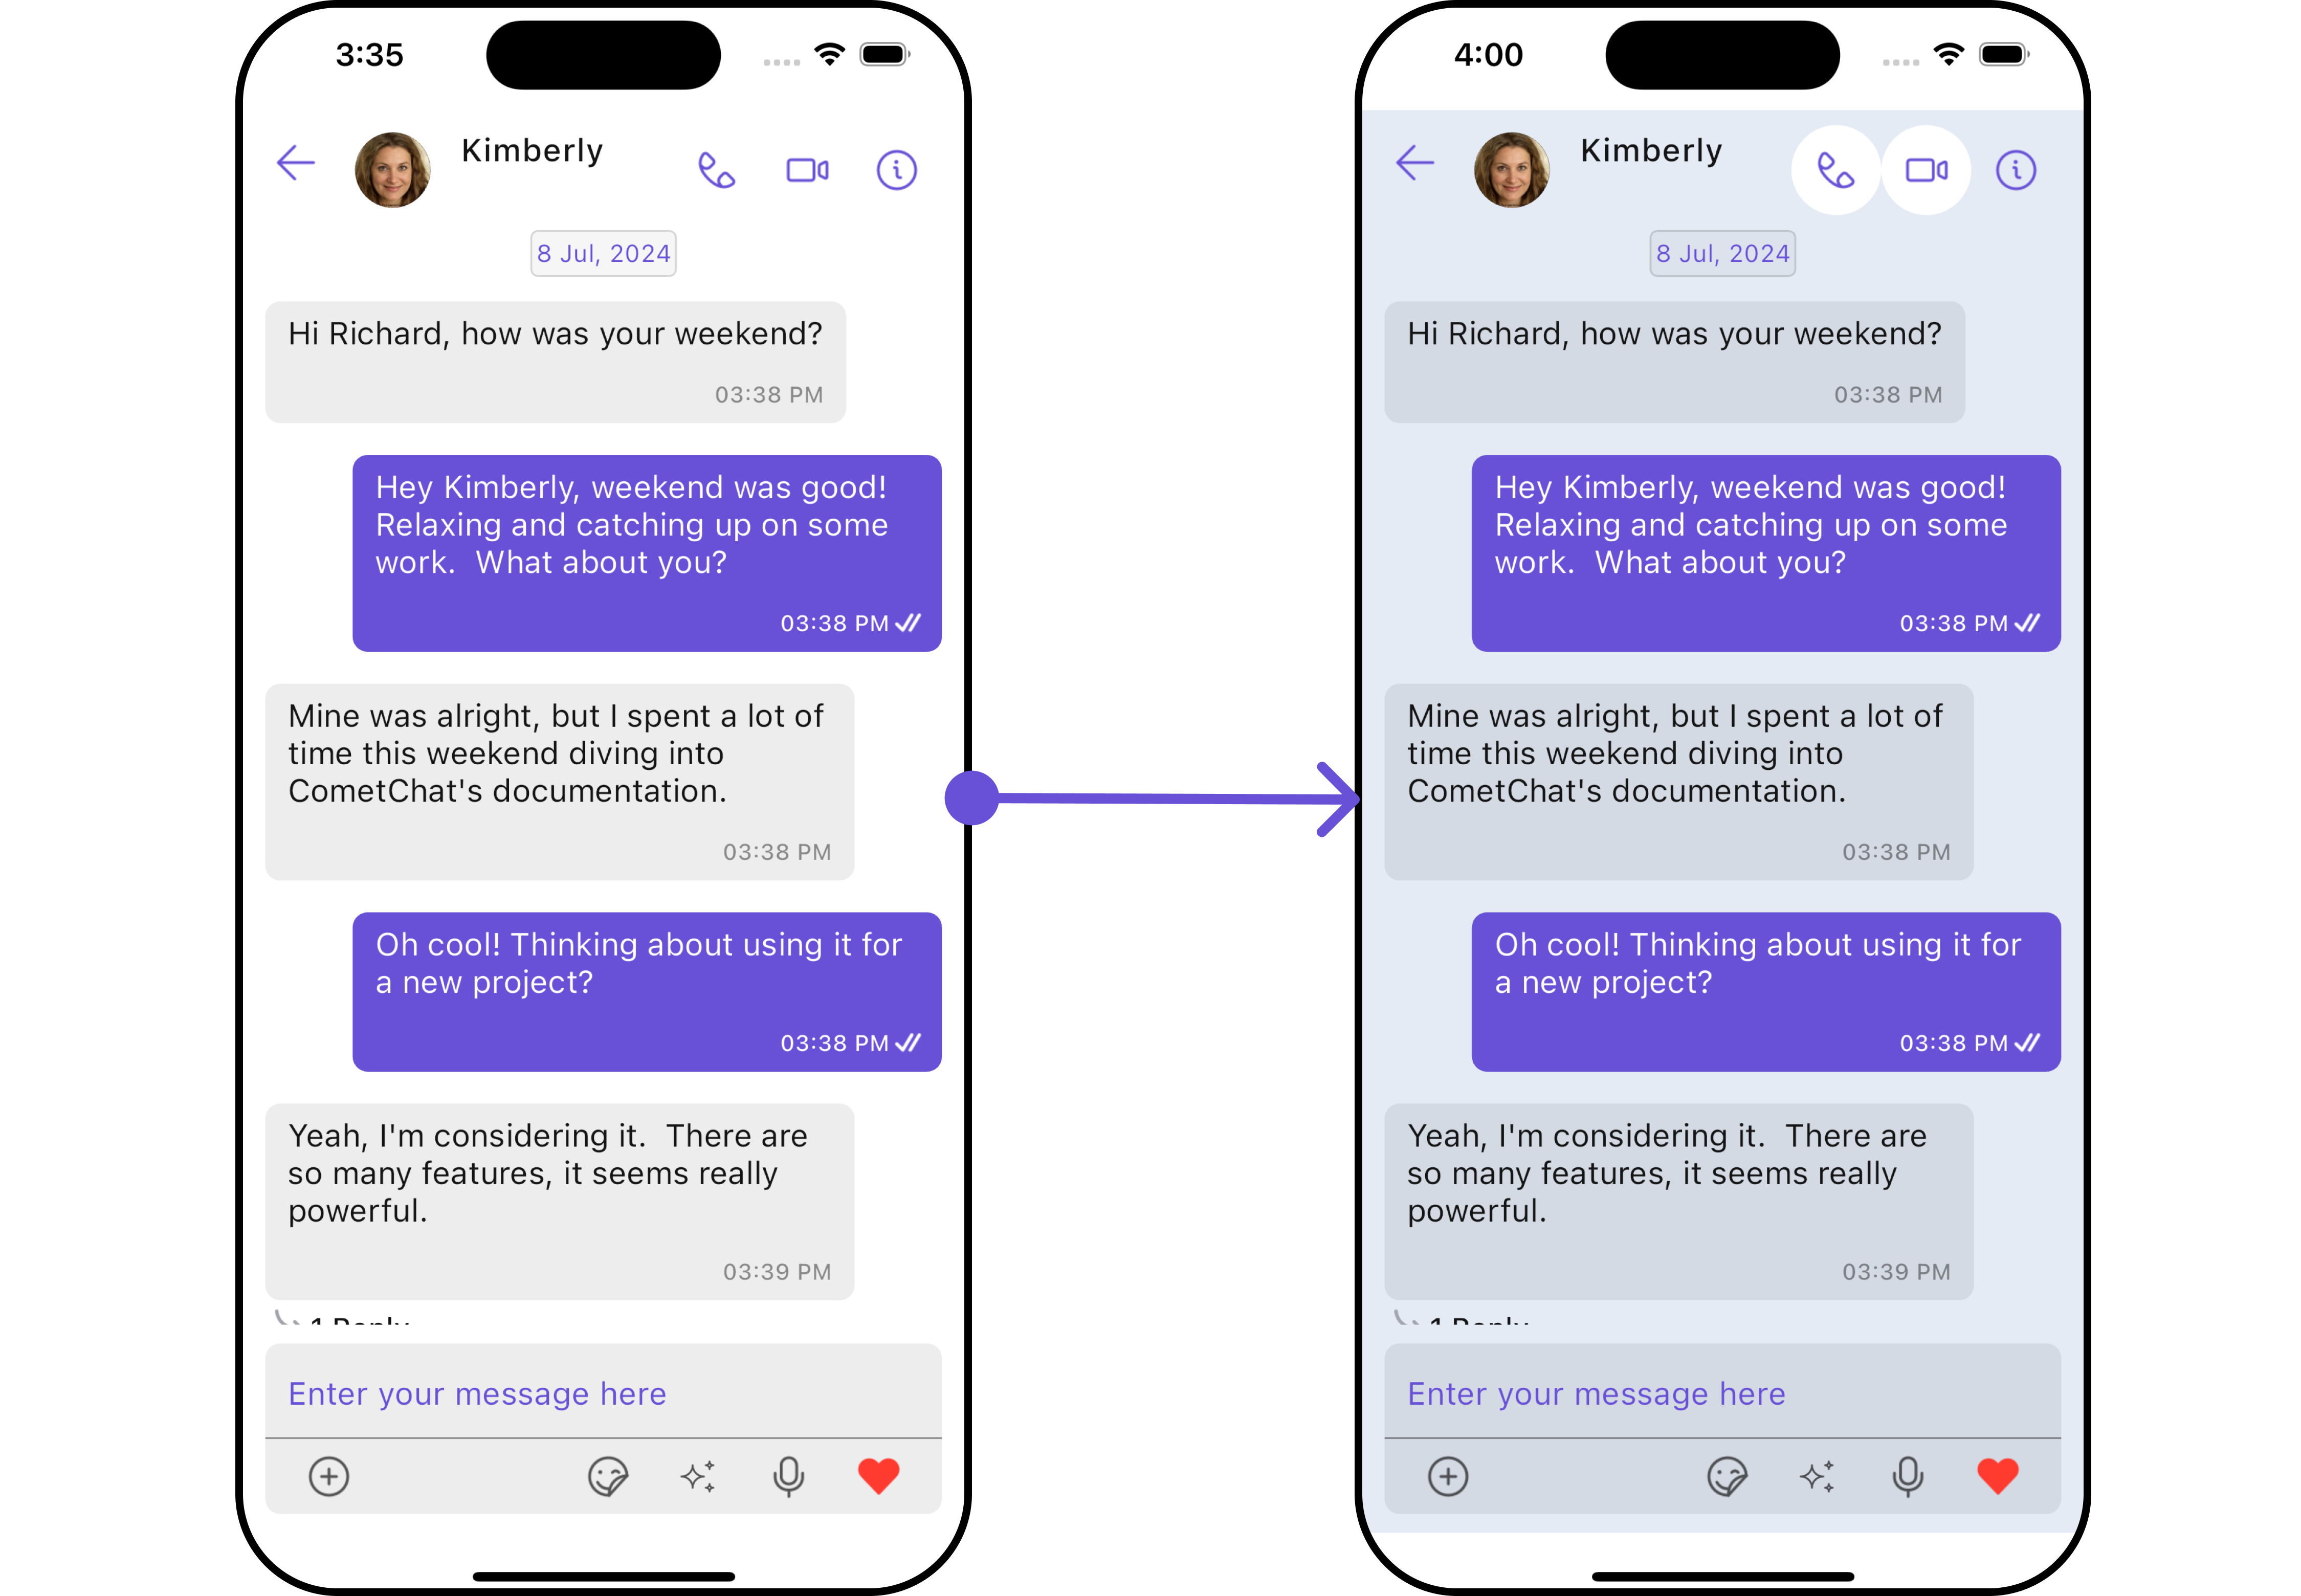 3:35
Kimberly
8 Jul, 2024
Hi Richard, how was your weekend?
03:38 PM
Hey Kimberly, weekend was good!
Relaxing and catching up on some
work.  What about you?
03:38 PM
Mine was alright, but I spent a lot of
time this weekend diving into
CometChat's documentation.
03:38 PM
Oh cool! Thinking about using it for
a new project?
03:38 PM
Yeah, I'm considering it.  There are
so many features, it seems really
powerful.
03:39 PM
1 Reply
Enter your message here
4:00
Kimberly
8 Jul, 2024
Hi Richard, how was your weekend?
03:38 PM
Hey Kimberly, weekend was good!
Relaxing and catching up on some
work.  What about you?
03:38 PM
Mine was alright, but I spent a lot of
time this weekend diving into
CometChat's documentation.
03:38 PM
Oh cool! Thinking about using it for
a new project?
03:38 PM
Yeah, I'm considering it.  There are
so many features, it seems really
powerful.
03:39 PM
1 Reply
Enter your message here